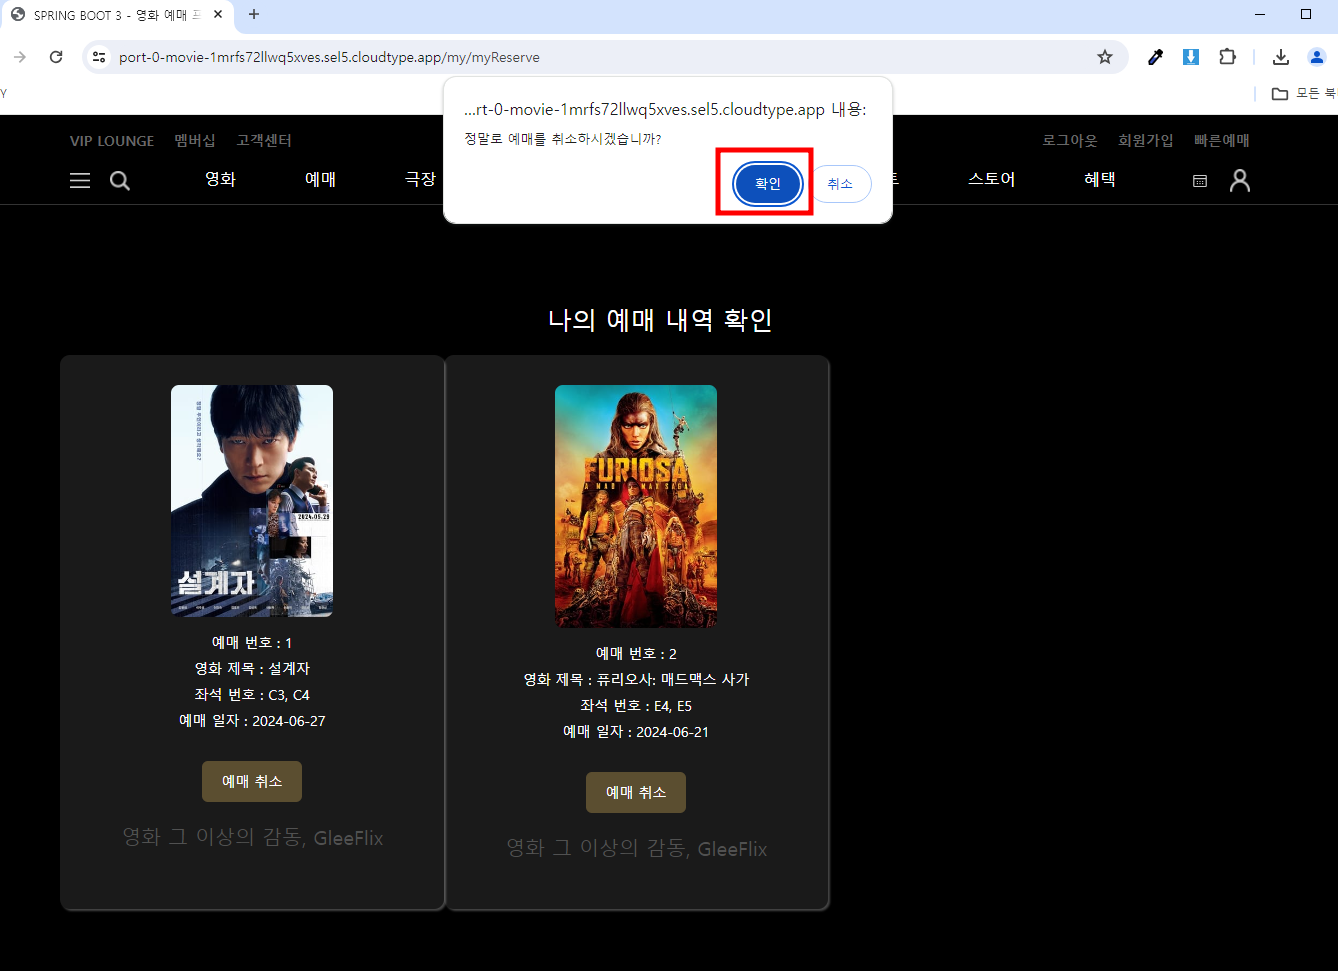 SPRING BOOT 3 - 영화 예매
port-0-movie-1mrfs72llwq5xves.sel5.cloudtype.app/my/myReserve
Y
모든 북
...rt-0-movie-1mrfs72llwq5xves.sel5.cloudtype.app 내용:
정말로 예매를 취소하시겠습니까?
확인
취소
VIP LOUNGE 멤버십 고객센터
로그아웃 회원가입 빠른예매
영화 예매 극장 트 스토어 혜택
나의 예매 내역 확인
2024.05.29
설계자
예매 번호 : 1
영화 제목 : 설계자
좌석 번호 : C3, C4
예매 일자 : 2024-06-27
예매 취소
영화 그 이상의 감동, GleeFlix
FURIOSA
A MAD MAX SAGA
예매 번호 : 2
영화 제목 : 퓨리오사: 매드맥스 사가
좌석 번호 : E4, E5
예매 일자 : 2024-06-21
예매 취소
영화 그 이상의 감동, GleeFlix